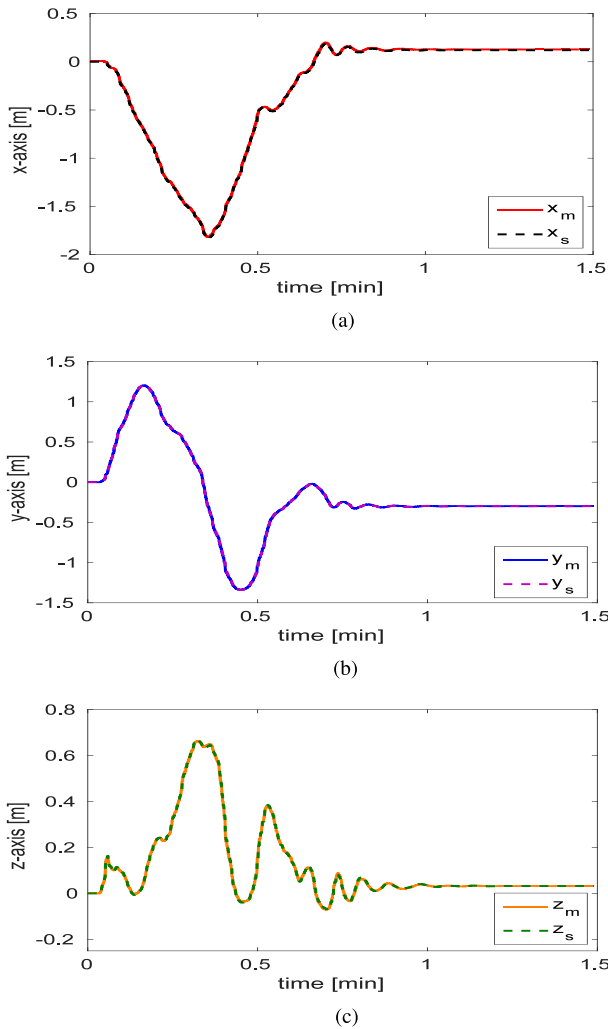 0.5
0
-0.5
-1
-1.5
-2
x-axis [m]
x_m
x_s
0 0.5 1 1.5
time [min]
(a)
1.5
1
0.5
0
-0.5
-1
-1.5
y-axis [m]
y_m
y_s
0 0.5 1 1.5
time [min]
(b)
0.8
0.6
0.4
0.2
0
-0.2
z-axis [m]
z_m
z_s
0 0.5 1 1.5
time [min]
(c)